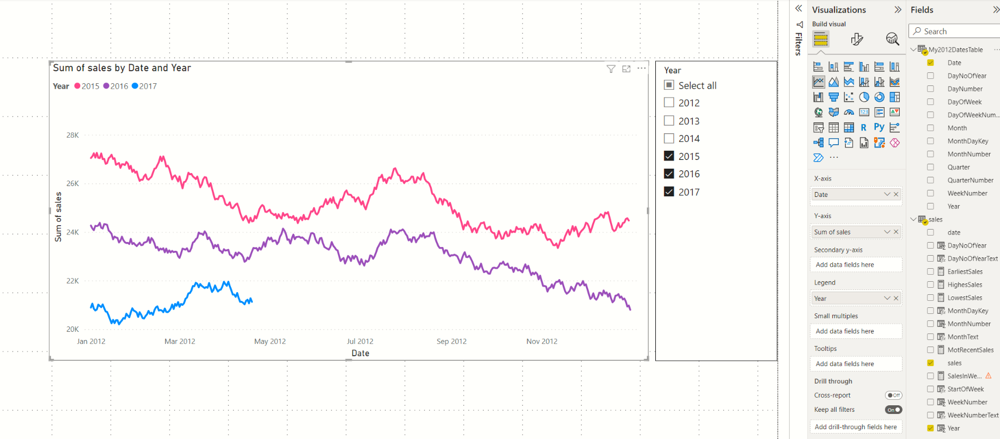 Sum of sales by Date and Year
Year 2015 2016 2017
28K
26K
24K
22K
20K
Sum of sales
Jan 2012 Mar 2012 May 2012 Jul 2012 Sep 2012 Nov 2012
Date
Year
Select all
2012
2013
2014
2015
2016
2017
Filters
Visualizations
Build visual
123
R Py
X-axis
Date
Y-axis
Sum of sales
Secondary y-axis
Add data fields here
Legend
Year
Small multiples
Add data fields here
Tooltips
Add data fields here
Drill through
Cross-report Off
Keep all filters On
Add drill-through fields here
Fields
Search
My2012DatesTable
Date
DayNoOfYear
DayNumber
DayOfWeek
DayOfWeekNum...
Month
MonthDayKey
MonthNumber
Quarter
QuarterNumber
WeekNumber
Year
sales
date
DayNoOfYear
DayNoOfYearText
EarliestSales
HighesSales
LowestSales
MonthDayKey
MonthNumber
MonthText
MotRecentSales
sales
SalesInWe...
StartOfWeek
WeekNumber
WeekNumberText
Year